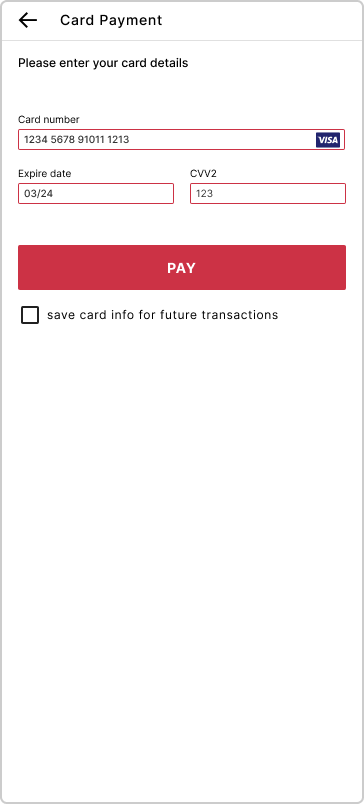 Card Payment
Please enter your card details
Card number
1234 5678 91011 1213
VISA
Expire date
CVV2
03/24
123
PAY
save card info for future transactions